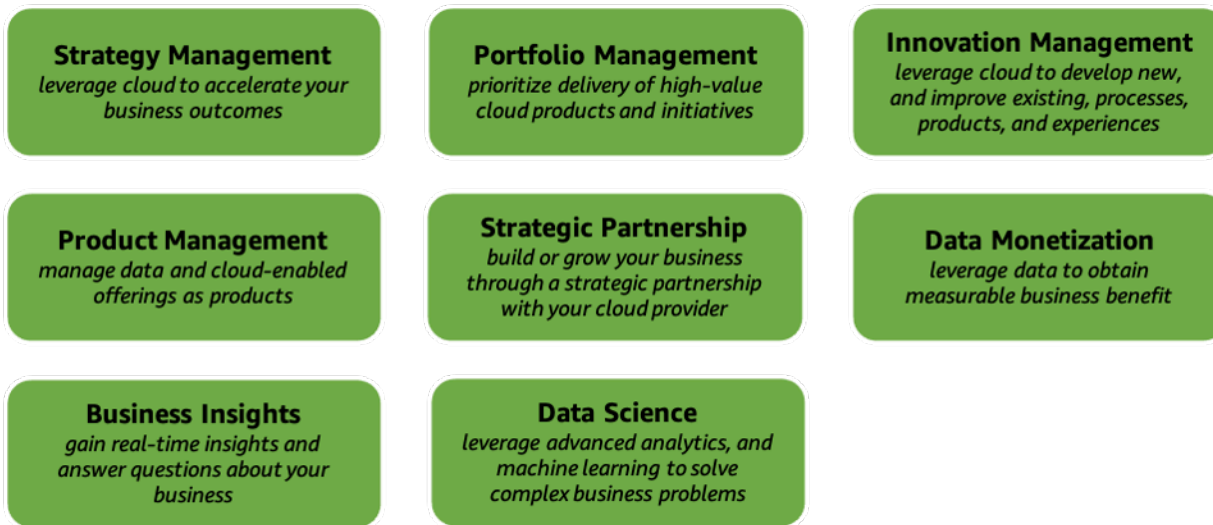 Strategy Management
leverage cloud to accelerate your
business outcomes
Portfolio Management
prioritize delivery of high-value
cloud products and initiatives
Innovation Management
leverage cloud to develop new,
and improve existing, processes,
products, and experiences
Product Management
manage data and cloud-enabled
offerings as products
Strategic Partnership
build or grow your business
through a strategic partnership
with your cloud provider
Data Monetization
leverage data to obtain
measurable business benefit
Business Insights
gain real-time insights and
answer questions about your
business
Data Science
leverage advanced analytics, and
machine learning to solve
complex business problems